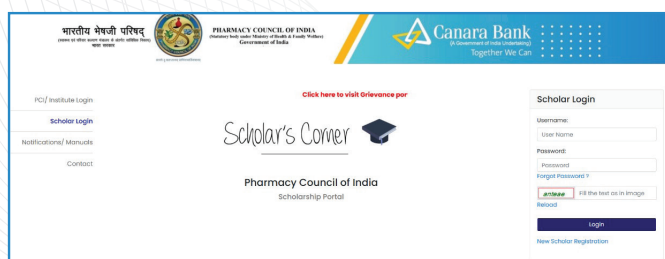 भारतीय भेषजी परिषद्
भारत सरकार
PHARMACY COUNCIL OF INDIA
(Statutory body under Ministry of Health & Family Welfare)
Government of India
Canara Bank
(A Government of India Undertaking)
Together We Can
PCI/ Institute Login
Scholar Login
Notifications/ Manuals
Contact
Click here to visit Grievance por
Scholar's Corner
Pharmacy Council of India
Scholarship Portal
Scholar Login
Username:
User Name
Password:
Password
Forgot Password ?
Fill the text as in image
Reload
Login
New Scholar Registration